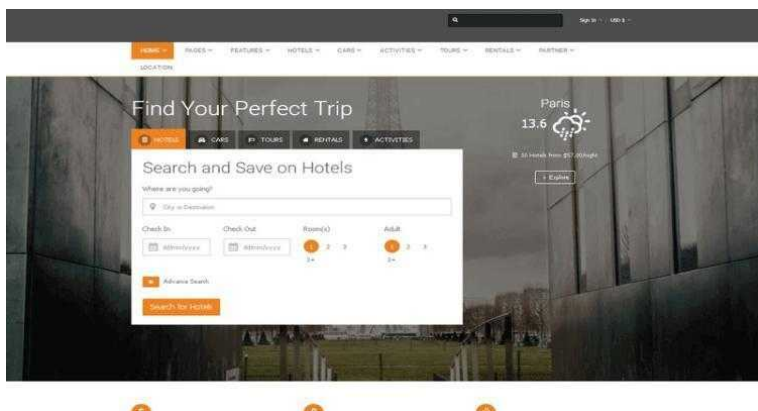 Sign In USD $
HOME PAGES FEATURES HOTELS CARS ACTIVITIES TOURS RENTALS PARTNER
LOCATION
Find Your Perfect Trip
Paris
13.6
HOTELS CARS TOURS RENTALS ACTIVITIES
Search and Save on Hotels
Where are you going?
City or Destination
Check In Check Out Room(s) Adult
1 2 3 1 2 3
3+ 3+
Advance Search
Search for Hotels
Explore